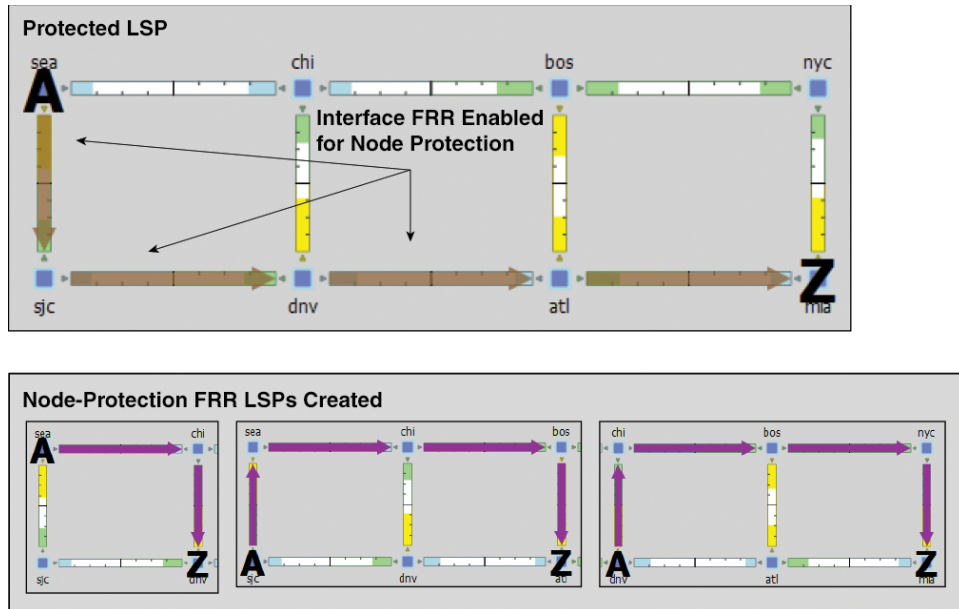 Protected LSP
sea chi bos nyc
A
Interface FRR Enabled
for Node Protection
Z
sjc dnv atl mia
Node-Protection FRR LSPs Created
sea chi
A
Z
sjc dnv
sea chi bos
A Z
sjc dnv atl
chi bos nyc
A Z
dnv atl mia